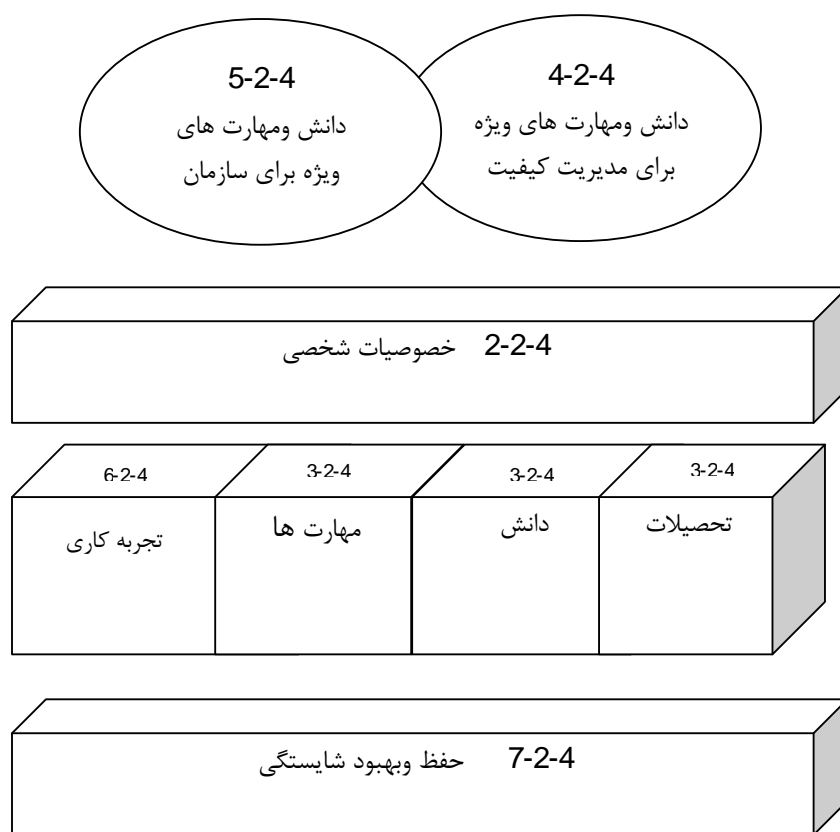 4-2-4
دانش ومهارت های ویژه
برای مدیریت کیفیت
5-2-4
دانش ومهارت های
ویژه برای سازمان
2-2-4 خصوصیات شخصی
3-2-4
تحصیلات
3-2-4
دانش
3-2-4
مهارت ها
6-2-4
تجربه کاری
7-2-4 حفظ وبهبود شایستگی